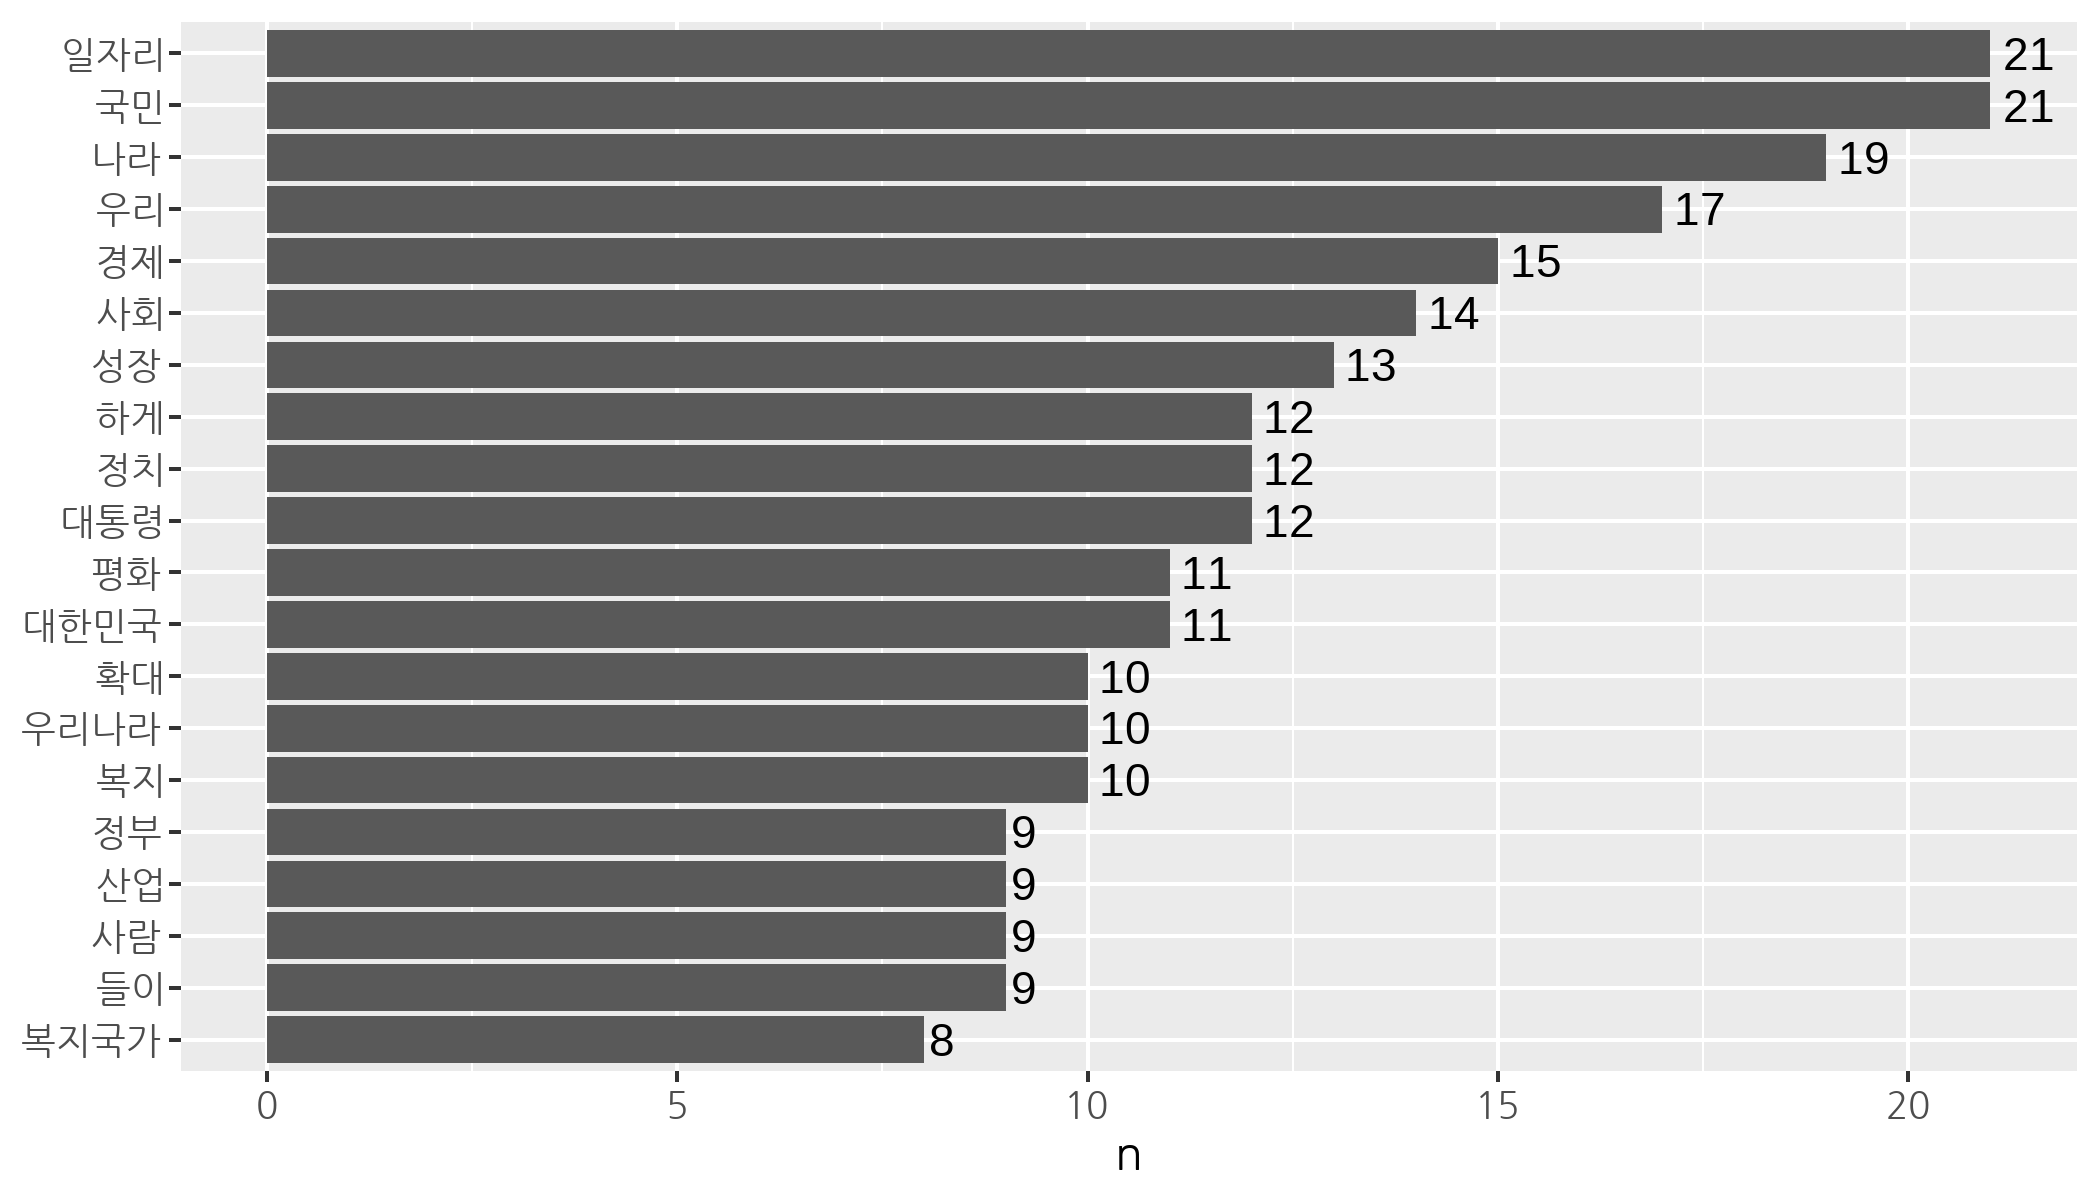 일자리 21
국민 21
나라 19
우리 17
경제 15
사회 14
성장 13
하게 12
정치 12
대통령 12
평화 11
대한민국 11
확대 10
우리나라 10
복지 10
정부 9
산업 9
사람 9
들이 9
복지국가 8
0 5 10 15 20
n